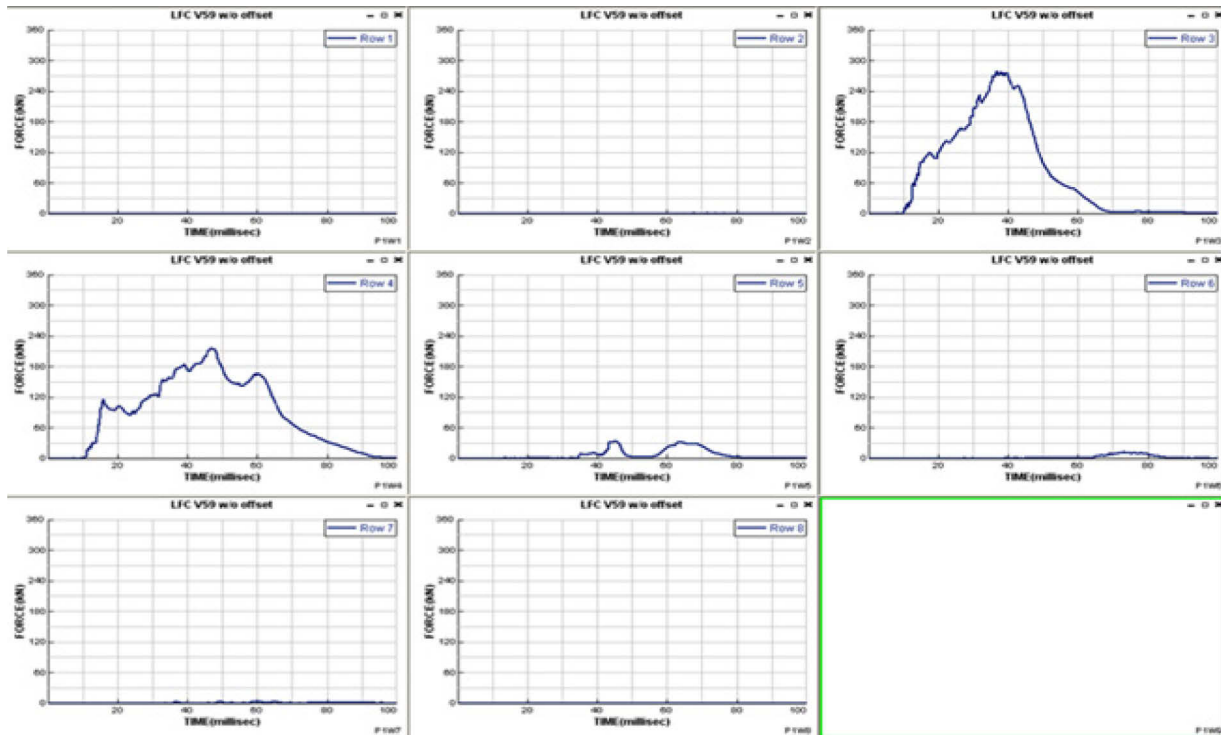 LFC V59 w/o offset
Row 1
FORCE(kN)
360
300
240
180
120
60
0
20 40 60 80 100
TIME(millisec)
P1W1
LFC V59 w/o offset
Row 2
FORCE(kN)
360
300
240
180
120
60
0
20 40 60 80 100
TIME(millisec)
P1W2
LFC V59 w/o offset
Row 3
FORCE(kN)
360
300
240
180
120
60
0
20 40 60 80 100
TIME(millisec)
P1W3
LFC V59 w/o offset
Row 4
FORCE(kN)
360
300
240
180
120
60
0
20 40 60 80 100
TIME(millisec)
P1W4
LFC V59 w/o offset
Row 5
FORCE(kN)
360
300
240
180
120
60
0
20 40 60 80 100
TIME(millisec)
P1W5
LFC V59 w/o offset
Row 6
FORCE(kN)
360
300
240
180
120
60
0
20 40 60 80 100
TIME(millisec)
P1W6
LFC V59 w/o offset
Row 7
FORCE(kN)
360
300
240
180
120
60
0
20 40 60 80 100
TIME(millisec)
P1W7
LFC V59 w/o offset
Row 8
FORCE(kN)
360
300
240
180
120
60
0
20 40 60 80 100
TIME(millisec)
P1W8
P1W9